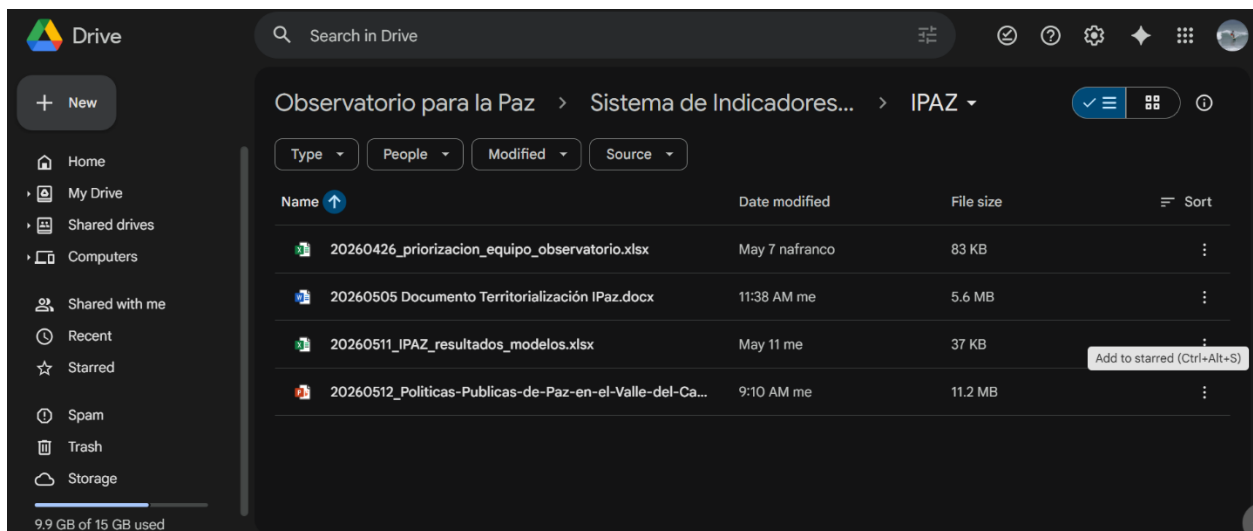 Drive
Search in Drive
New
Observatorio para la Paz > Sistema de Indicadores... > IPAZ
Type People Modified Source
Home
My Drive
Shared drives
Computers
Shared with me
Recent
Starred
Spam
Trash
Storage
9.9 GB of 15 GB used
Name Date modified File size Sort
20260426_priorizacion_equipo_observatorio.xlsx May 7 nafranco 83 KB
20260505 Documento Territorialización IPaz.docx 11:38 AM me 5.6 MB
20260511_IPAZ_resultados_modelos.xlsx May 11 me 37 KB
Add to starred (Ctrl+Alt+S)
20260512_Politicas-Publicas-de-Paz-en-el-Valle-del-Ca... 9:10 AM me 11.2 MB